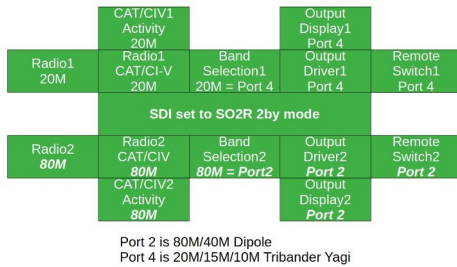 CAT/CIV1
Activity
20M
Output
Display1
Port 4
Radio1
20M
Radio1
CAT/CI-V
20M
Band
Selection1
20M = Port 4
Output
Driver1
Port 4
Remote
Switch1
Port 4
SDI set to SO2R 2by mode
Radio2
80M
Radio2
CAT/CIV
80M
Band
Selection2
80M = Port2
Output
Driver2
Port 2
Remote
Switch2
Port 2
CAT/CIV2
Activity
80M
Output
Display2
Port 2
Port 2 is 80M/40M Dipole
Port 4 is 20M/15M/10M Tribander Yagi